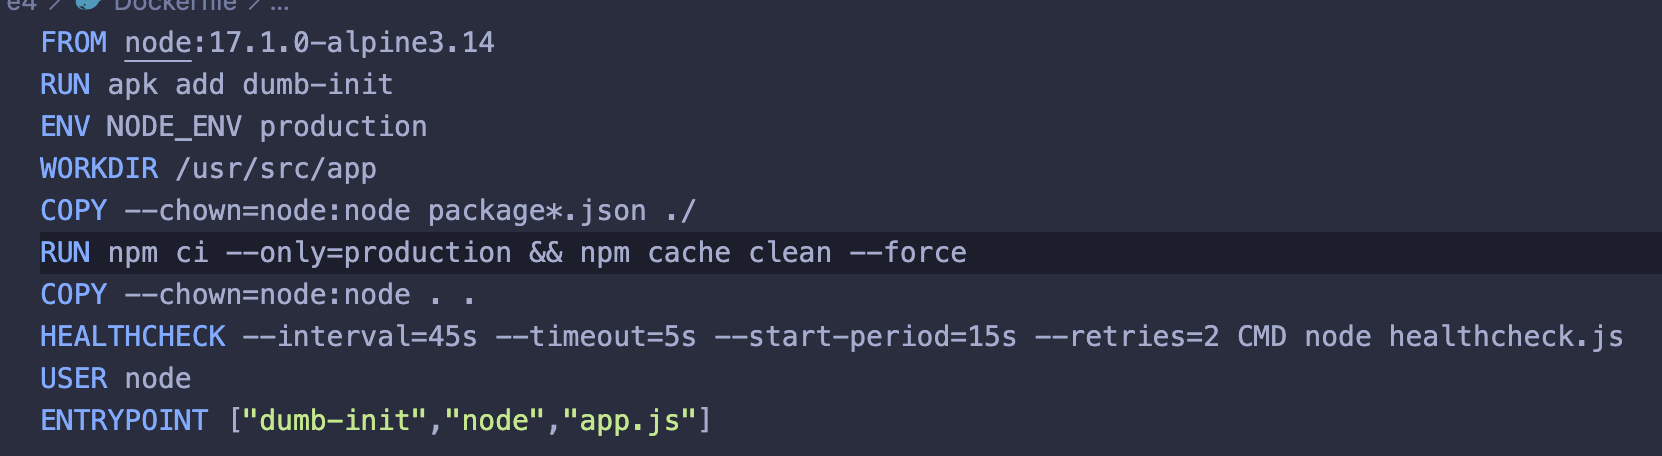 e4 > Dockerfile > ...
FROM node:17.1.0-alpine3.14
RUN apk add dumb-init
ENV NODE_ENV production
WORKDIR /usr/src/app
COPY --chown=node:node package*.json ./
RUN npm ci --only=production && npm cache clean --force
COPY --chown=node:node . .
HEALTHCHECK --interval=45s --timeout=5s --start-period=15s --retries=2 CMD node healthcheck.js
USER node
ENTRYPOINT ["dumb-init","node","app.js"]